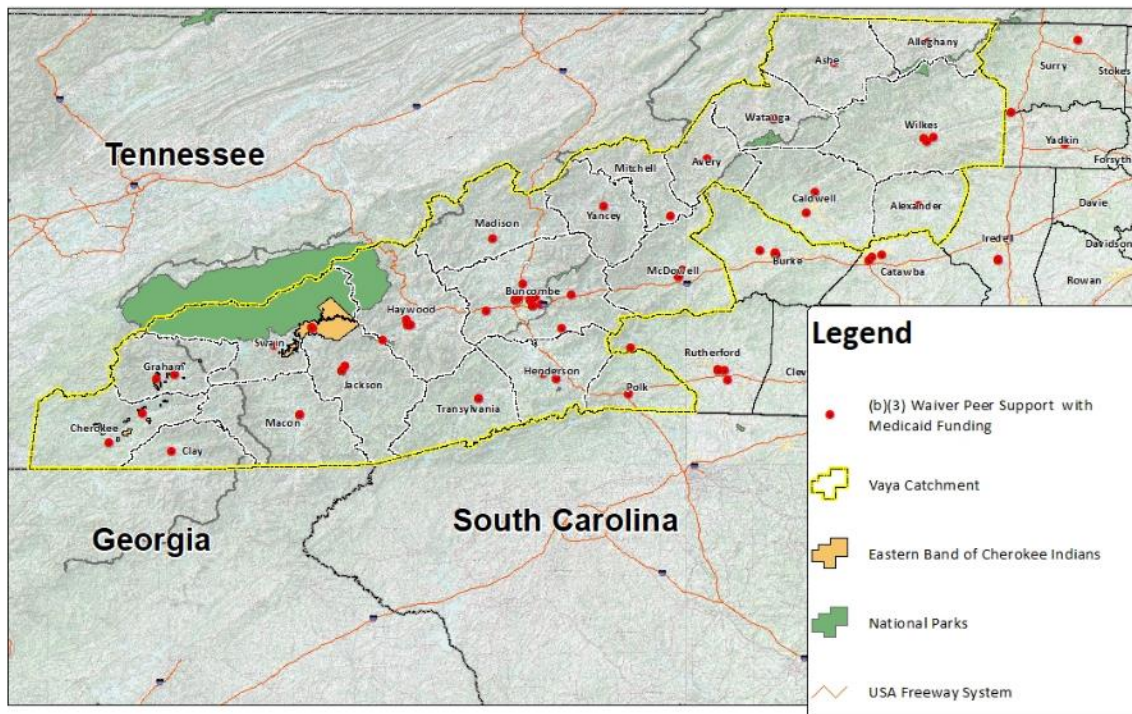 Alleghany
Ashe
Surry
Stokes
Watauga
Wilkes
Yadkin
Forsyth
Tennessee
Mitchell
Avery
Caldwell
Alexander
Davie
Madison
Yancey
Iredell
Davidson
McDowell
Burke
Catawba
Rowan
Buncombe
Haywood
Swain
Graham
Jackson
Henderson
Rutherford
Clev
Polk
Transylvania
Macon
Cherokee
Clay
Georgia
South Carolina
Legend
(b)(3) Waiver Peer Support with
Medicaid Funding
Vaya Catchment
Eastern Band of Cherokee Indians
National Parks
USA Freeway System